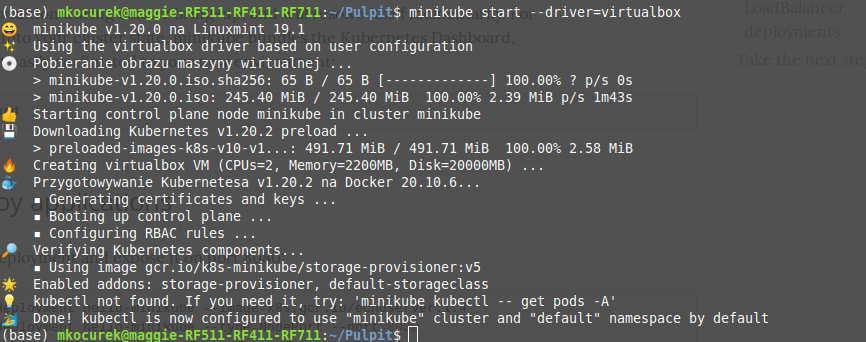 (base) mkocurek@maggie-RF511-RF411-RF711:~/Pulpit$ minikube start --driver=virtualbox
😄  minikube v1.20.0 na Linuxmint 19.1
✨  Using the virtualbox driver based on user configuration
💿  Pobieranie obrazu maszyny wirtualnej ...
    > minikube-v1.20.0.iso.sha256: 65 B / 65 B [-------------] 100.00% ? p/s 0s
    > minikube-v1.20.0.iso: 245.40 MiB / 245.40 MiB  100.00% 2.39 MiB p/s 1m43s
👍  Starting control plane node minikube in cluster minikube
💾  Downloading Kubernetes v1.20.2 preload ...
    > preloaded-images-k8s-v10-v1...: 491.71 MiB / 491.71 MiB  100.00% 2.58 MiB
🔥  Creating virtualbox VM (CPUs=2, Memory=2200MB, Disk=20000MB) ...
🐳  Przygotowywanie Kubernetesa v1.20.2 na Docker 20.10.6...
    ▪ Generating certificates and keys ...
    ▪ Booting up control plane ...
    ▪ Configuring RBAC rules ...
🔎  Verifying Kubernetes components...
    ▪ Using image gcr.io/k8s-minikube/storage-provisioner:v5
🌟  Enabled addons: storage-provisioner, default-storageclass
💡  kubectl not found. If you need it, try: 'minikube kubectl -- get pods -A'
🏄  Done! kubectl is now configured to use "minikube" cluster and "default" namespace by default
(base) mkocurek@maggie-RF511-RF411-RF711:~/Pulpit$
LoadBalancer
deployments
Take the next ste